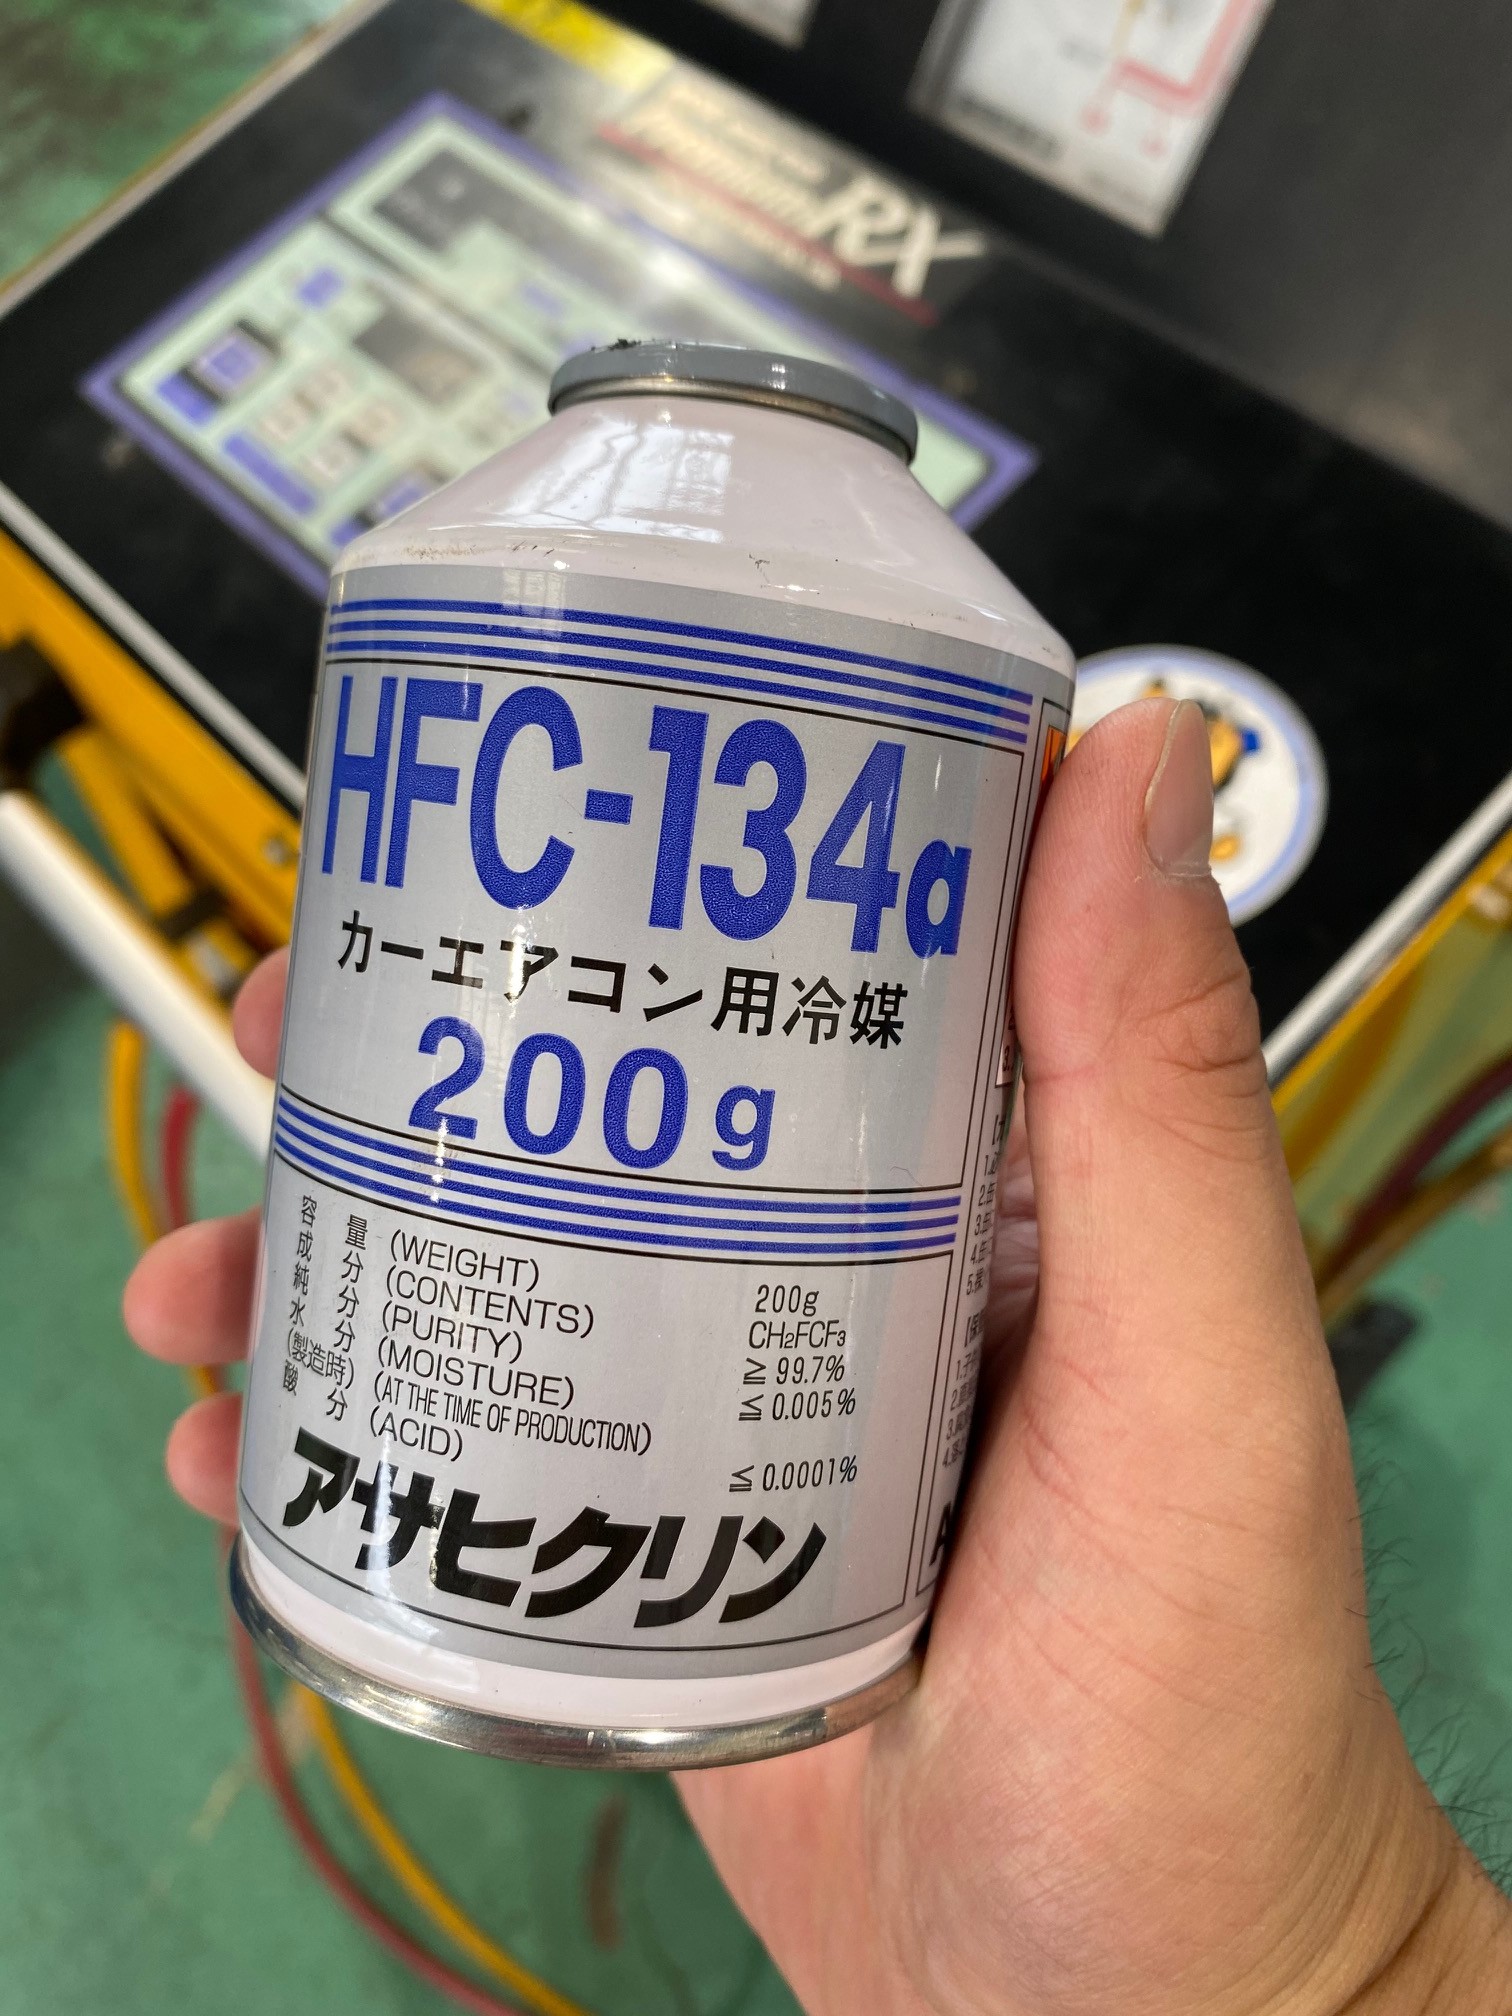 RX
HFC-134a
カーエアコン用冷媒
200g
容量 (WEIGHT) 200g
成分 (CONTENTS) CH2FCF3
純分 (PURITY) ≧ 99.7%
水分 (MOISTURE) ≦ 0.005%
(製造時) (AT THE TIME OF PRODUCTION)
酸分 (ACID) ≦ 0.0001%
アサヒクリン